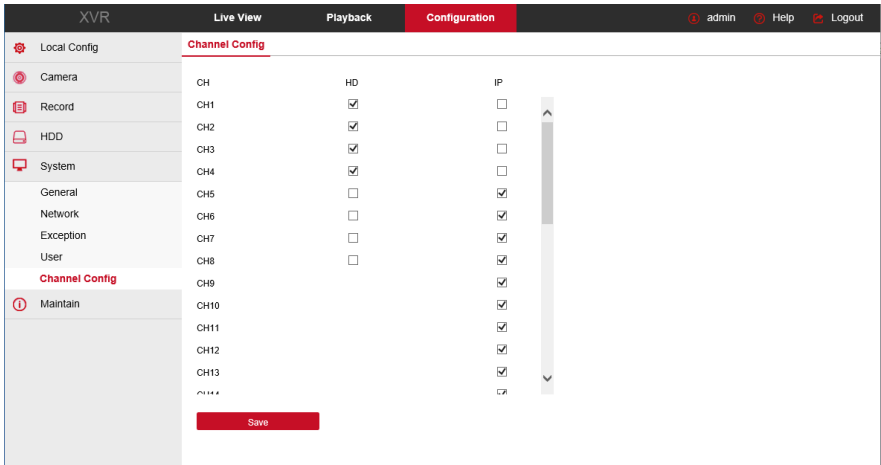 XVR Live View Playback Configuration admin Help Logout
Local Config
Camera
Record
HDD
System
General
Network
Exception
User
Channel Config
Maintain
Channel Config
CH HD IP
CH1
CH2
CH3
CH4
CH5
CH6
CH7
CH8
CH9
CH10
CH11
CH12
CH13
CH14
Save